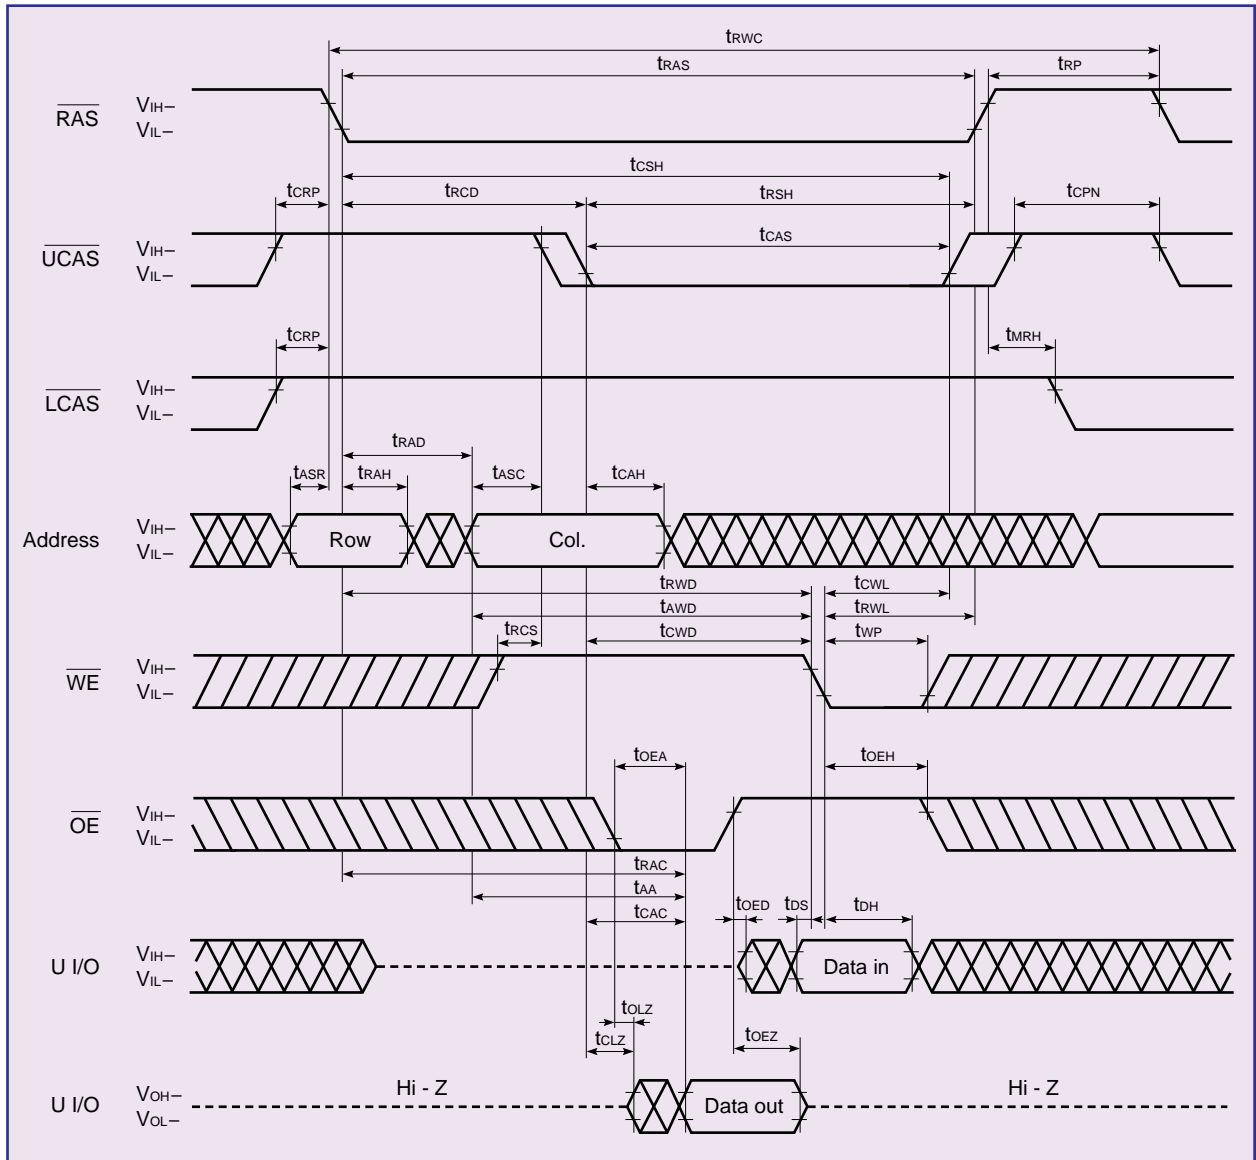 tRWC
tRAS
tRP
RAS
VIH–
VIL–
tCSH
tCRP
tRCD
tRSH
tCPN
tCAS
UCAS
VIH–
VIL–
tCRP
tMRH
LCAS
VIH–
VIL–
tRAD
tASR
tRAH
tASC
tCAH
Address
VIH–
VIL–
Row
Col.
tRWD
tCWL
tAWD
tRWL
tRCS
tCWD
tWP
WE
VIH–
VIL–
tOEA
tOEH
OE
VIH–
VIL–
tRAC
tAA
tCAC
tOED
tDS
tDH
U I/O
VIH–
VIL–
Data in
tOLZ
tCLZ
tOEZ
U I/O
VOH–
VOL–
Hi - Z
Data out
Hi - Z